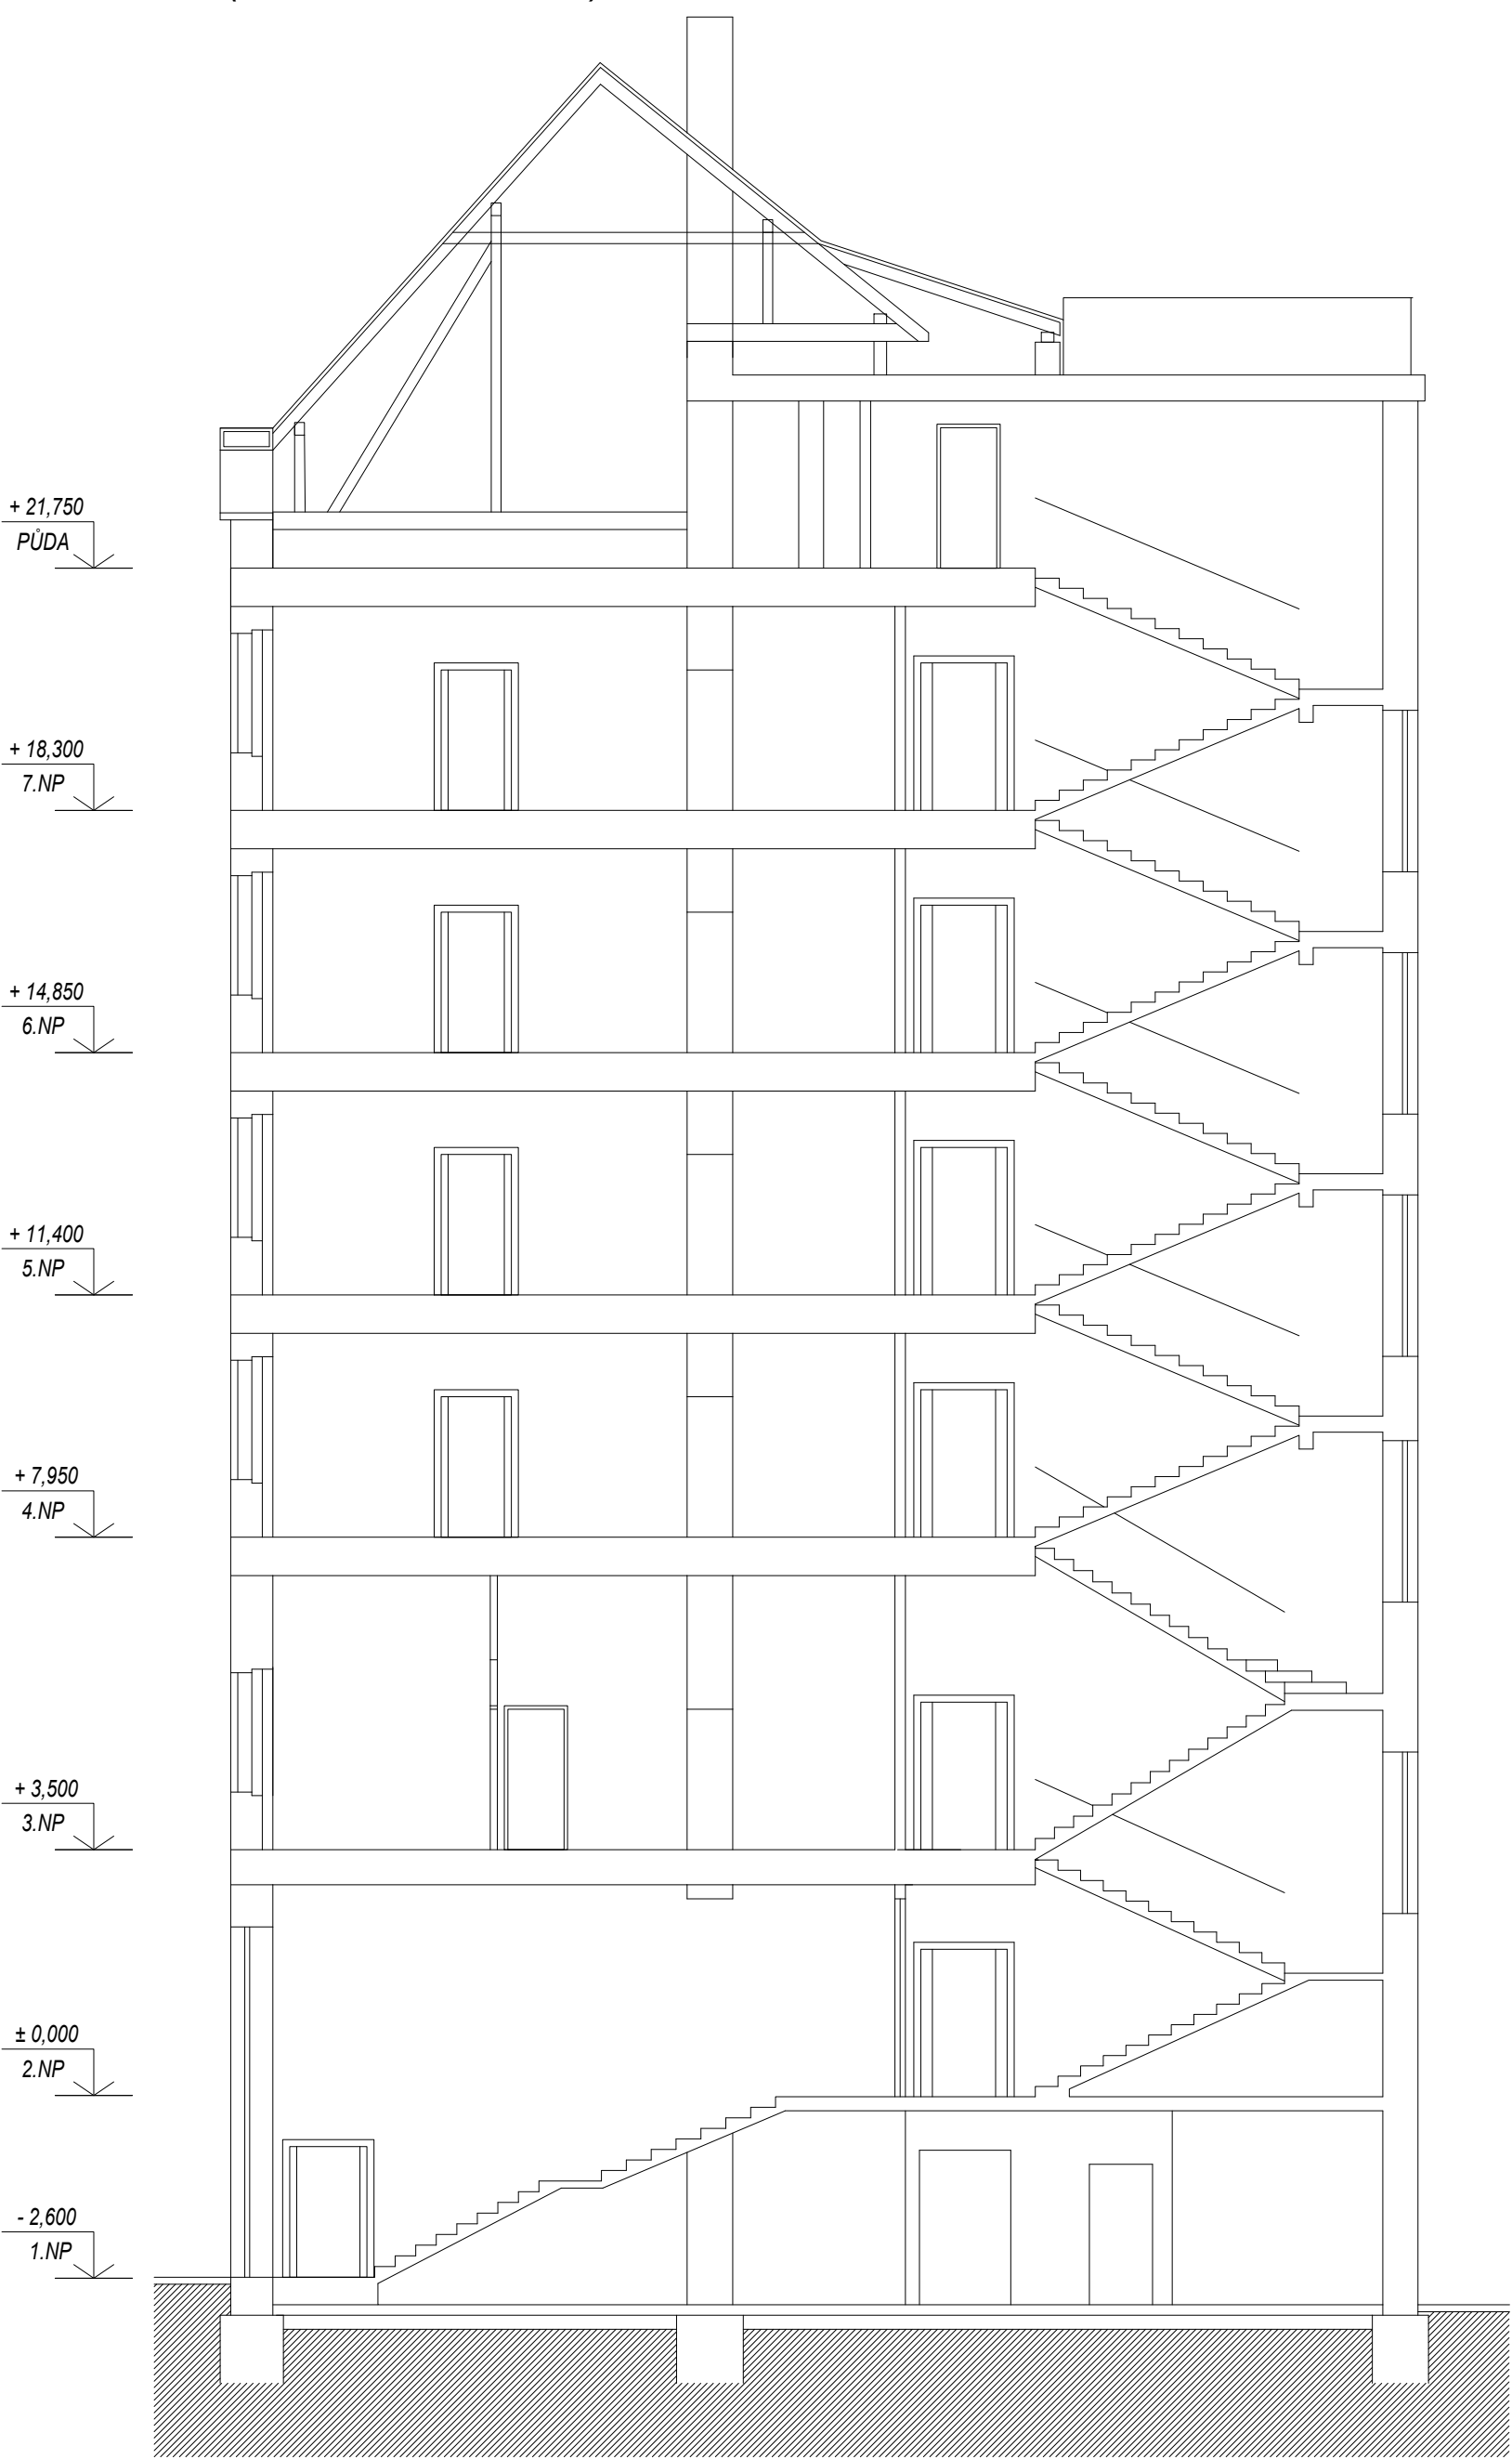 + 21,750
PŮDA
+ 18,300
7.NP
+ 14,850
6.NP
+ 11,400
5.NP
+ 7,950
4.NP
+ 3,500
3.NP
± 0,000
2.NP
- 2,600
1.NP